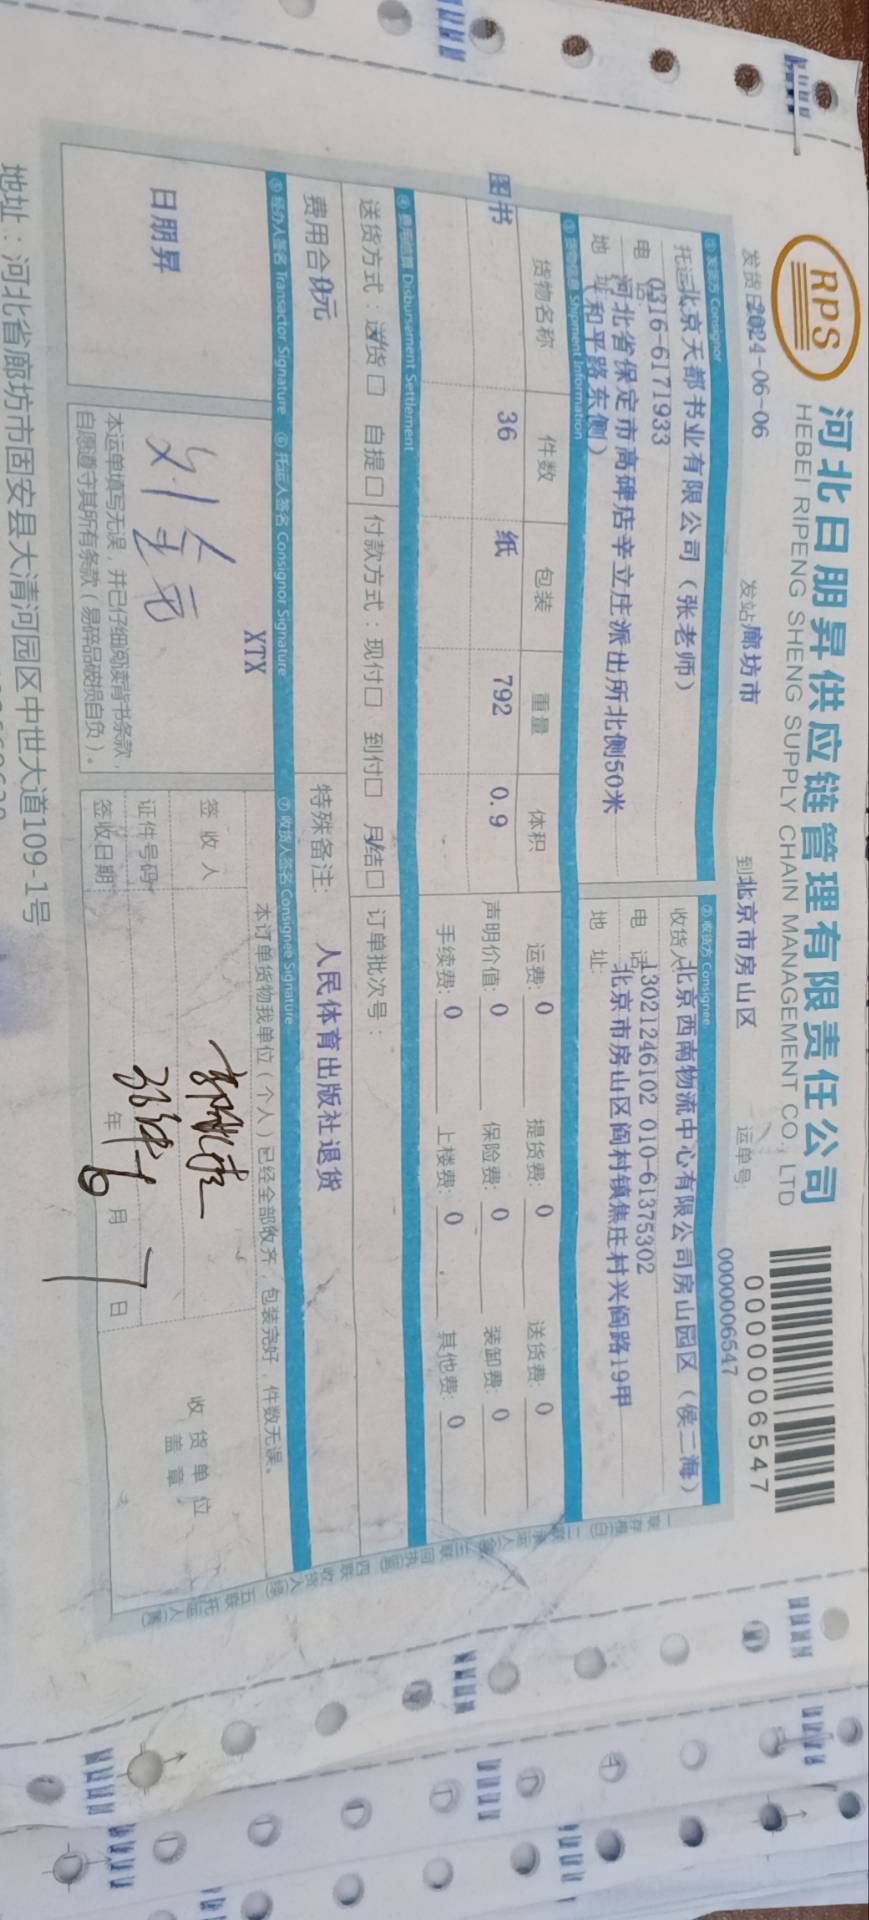 RPS
河北日朋昇供应链管理有限责任公司
HEBEI RIPENG SHENG SUPPLY CHAIN MANAGEMENT CO., LTD
0000006547
发货日 2024-06-06 发站 廊坊市 到 北京市房山区 运单号: 0000006547
① 发货方 Consignor
托运 北京天都书业有限公司（张老师）
电 话 0316-6171933
地 址 河北省保定市高碑店辛立庄派出所北侧50米
（和平路东侧）
② 收货方 Consignee
收货人 北京西南物流中心有限公司房山园区（侯二海）
电 话 13021246102 010-61375302
地 址: 北京市房山区阎村镇焦庄村兴阎路19甲
③ 货物信息 Shipment Information
货物名称 件数 包装 重量 体积
图书 36 纸 792 0.9
运费: 0 提货费: 0 送货费: 0
声明价值: 0 保险费: 0 装卸费: 0
手续费: 0 上楼费: 0 其他费: 0
④ 费用结算 Disbursement Settlement
送货方式：送货□ 自提□ 付款方式：现付□ 到付□ 月结□ 订单批次号：
费用合 0元 特殊备注: 人民体育出版社退货
⑤ 经办人签名 Transactor Signature ⑥ 托运人签名 Consignor Signature ⑦ 收货人签名 Consignee Signature
日朋昇
XTX
本运单填写无误，并已仔细阅读背书条款，
自愿遵守其所有条款（易碎品破损自负）。
本订单货物我单位（个人）已经全部收齐，包装完好，件数无误。
签 收 人
证件号码
签收日期: 年 6 月 7 日
收 货 单 位
盖 章
地址：河北省廊坊市固安县大清河园区中世大道109-1号